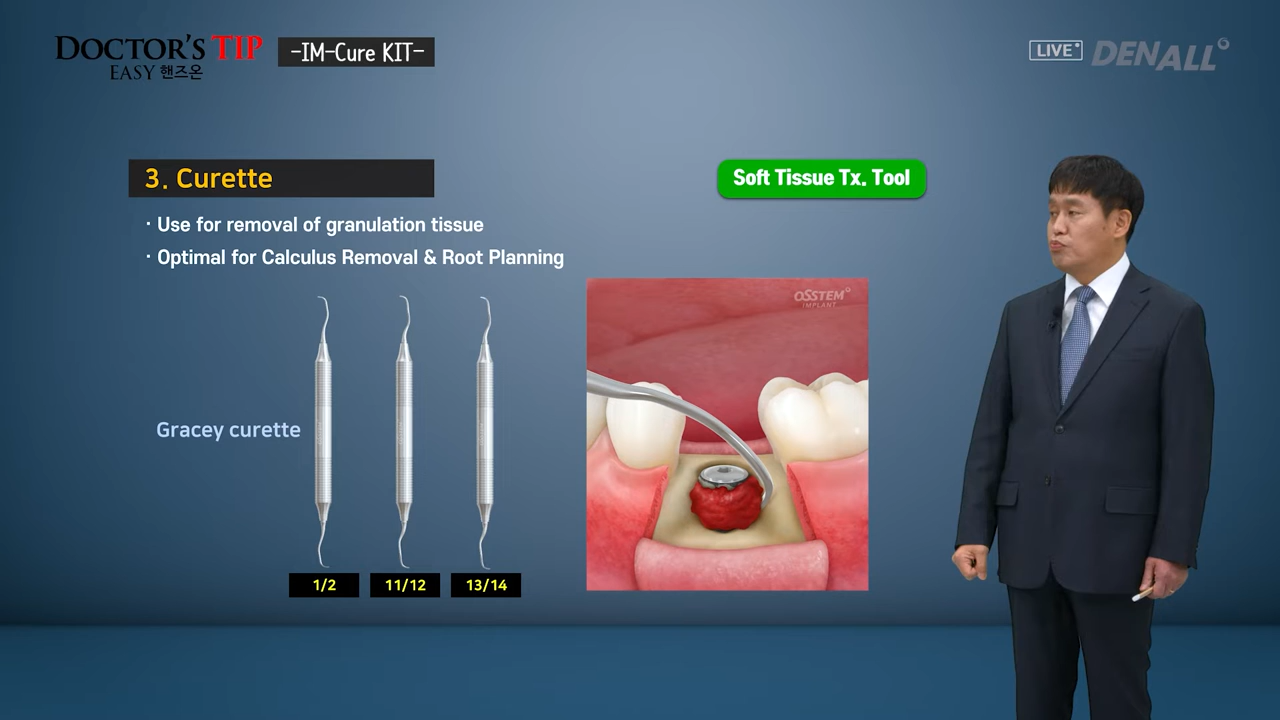 DOCTOR'S TIP
EASY 핸즈온
-IM-Cure KIT-
LIVE
DENALL
3. Curette
Soft Tissue Tx. Tool
· Use for removal of granulation tissue
· Optimal for Calculus Removal & Root Planning
OSSTEM
IMPLANT
Gracey curette
1/2
11/12
13/14